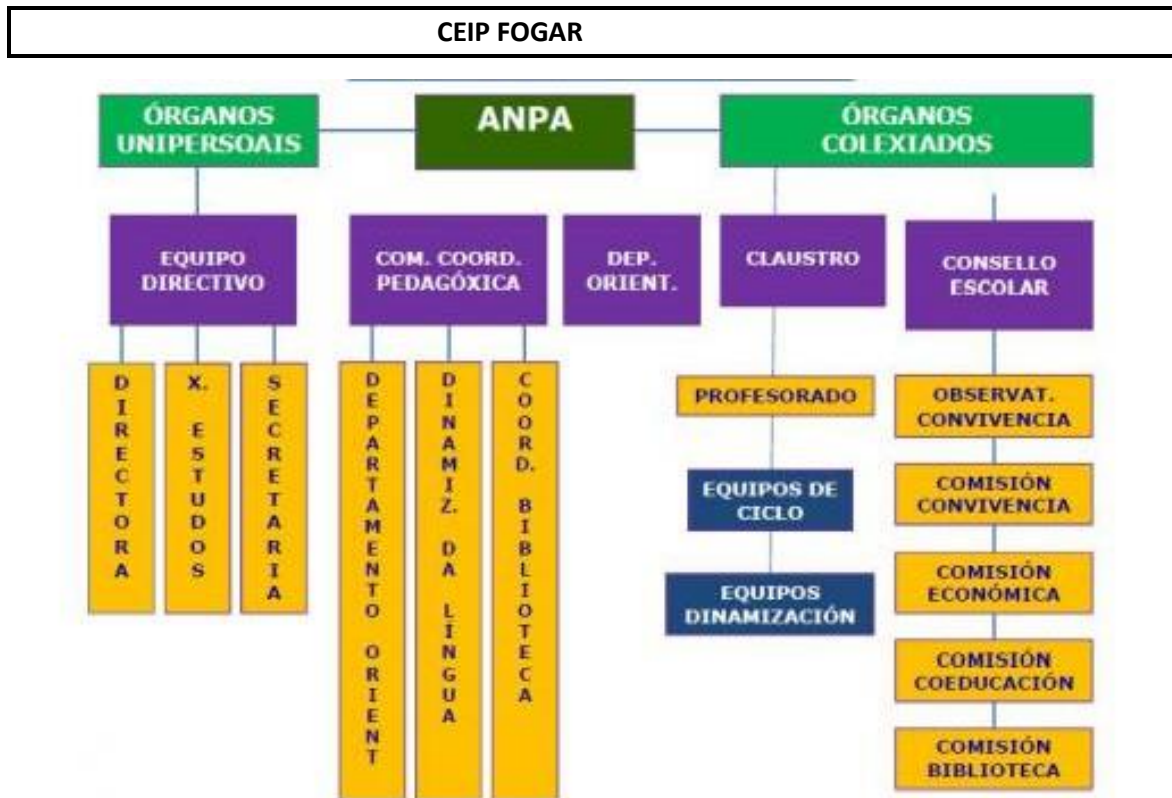 CEIP FOGAR
ÓRGANOS
UNIPERSOAIS
ANPA
ÓRGANOS
COLEXIADOS
EQUIPO
DIRECTIVO
COM. COORD.
PEDAGÓXICA
DEP.
ORIENT.
CLAUSTRO
CONSELLO
ESCOLAR
DIRECTORA
X. ESTUDOS
SECRETARIA
DEPARTAMENTO ORIENT
DINAMIZ. DA LÍNGUA
COORD. BIBLIOTECA
PROFESORADO
EQUIPOS DE
CICLO
EQUIPOS
DINAMIZACIÓN
OBSERVAT.
CONVIVENCIA
COMISIÓN
CONVIVENCIA
COMISIÓN
ECONÓMICA
COMISIÓN
COEDUCACIÓN
COMISIÓN
BIBLIOTECA